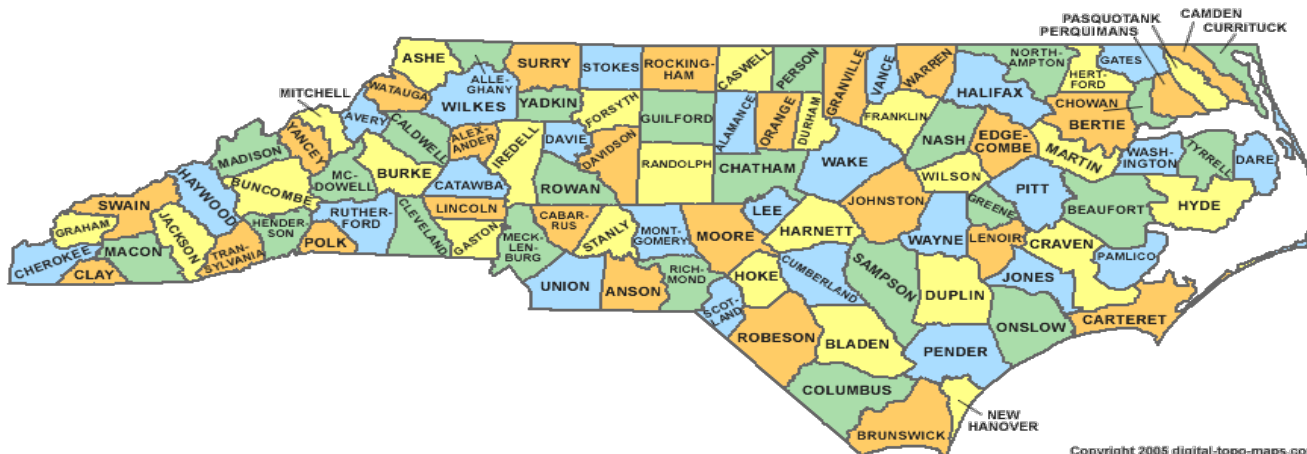 PASQUOTANK
PERQUIMANS
CAMDEN
CURRITUCK
ASHE
ALLE-
GHANY
SURRY
STOKES
ROCKING-
HAM
CASWELL
PERSON
GRANVILLE
VANCE
WARREN
NORTH-
AMPTON
HERT-
FORD
GATES
MITCHELL
WATAUGA
WILKES
YADKIN
FORSYTH
GUILFORD
ALAMANCE
ORANGE
DURHAM
FRANKLIN
HALIFAX
CHOWAN
BERTIE
AVERY
CALDWELL
ALEX-
ANDER
IREDELL
DAVIE
DAVIDSON
RANDOLPH
CHATHAM
WAKE
NASH
EDGE-
COMBE
MARTIN
WASH-
INGTON
TYRRELL
DARE
MADISON
YANCEY
MC-
DOWELL
BURKE
CATAWBA
ROWAN
WILSON
PITT
BEAUFORT
HYDE
SWAIN
HAYWOOD
BUNCOMBE
RUTHER-
FORD
CLEVELAND
LINCOLN
GASTON
CABAR-
RUS
STANLY
MONT-
GOMERY
MOORE
LEE
HARNETT
JOHNSTON
WAYNE
GREENE
LENOIR
CRAVEN
PAMLICO
GRAHAM
CHEROKEE
CLAY
MACON
JACKSON
TRAN-
SYLVANIA
HENDER-
SON
POLK
MECK-
LEN-
BURG
UNION
ANSON
RICH-
MOND
SCOT-
LAND
HOKE
CUMBERLAND
SAMPSON
DUPLIN
JONES
ONSLOW
CARTERET
ROBESON
BLADEN
PENDER
COLUMBUS
BRUNSWICK
NEW
HANOVER
Copyright 2005 digital-topo-maps.co